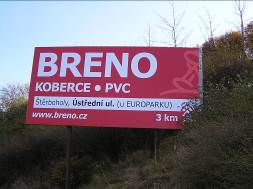 BRENO
KOBERCE • PVC
Štěrboholy, Ústřední ul. (u EUROPARKU)
www.breno.cz 3 km